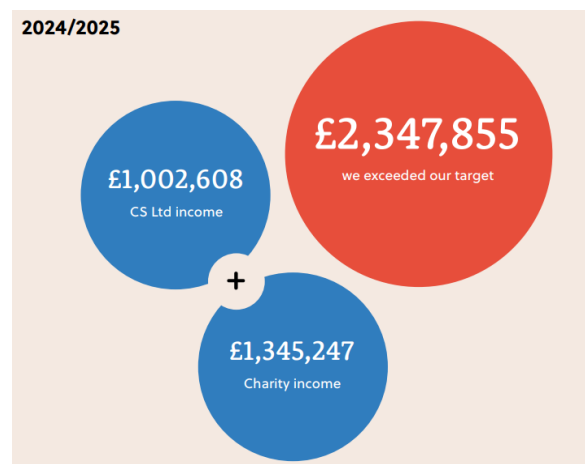 2024/2025
£2,347,855
we exceeded our target
£1,002,608
CS Ltd income
+
£1,345,247
Charity income